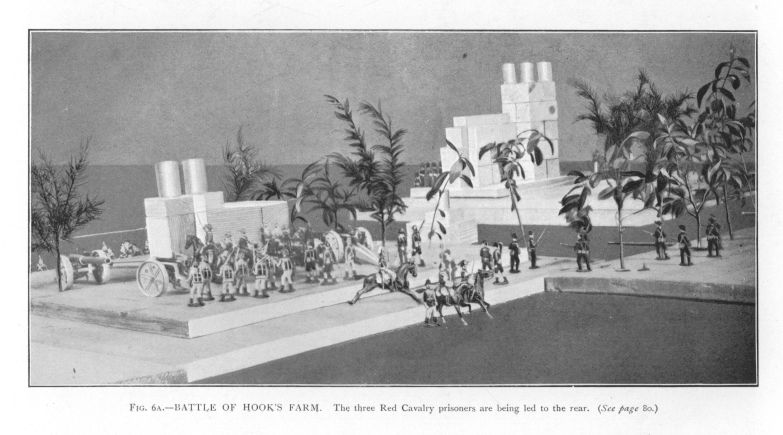 FIG. 6A.—BATTLE OF HOOK'S FARM. The three Red Cavalry prisoners are being led to the rear. (See page 80.)